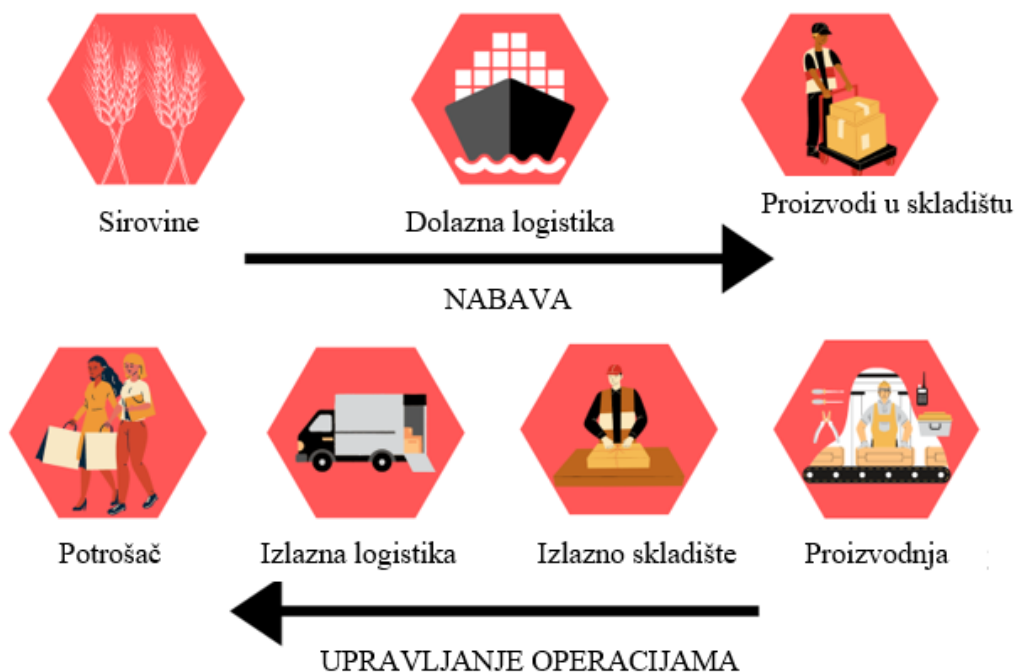 Sirovine
Dolazna logistika
Proizvodi u skladištu
NABAVA
Potrošač
Izlazna logistika
Izlazno skladište
Proizvodnja
UPRAVLJANJE OPERACIJAMA